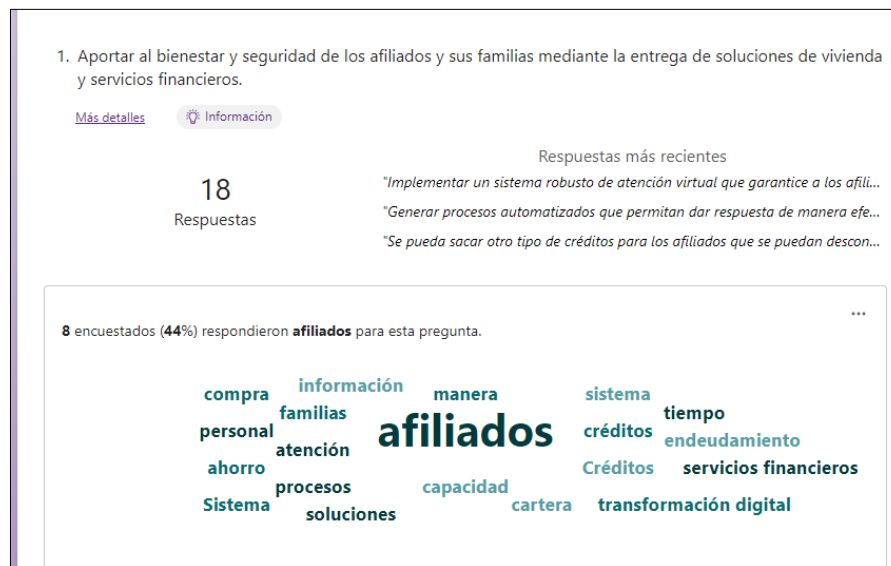 1. Aportar al bienestar y seguridad de los afiliados y sus familias mediante la entrega de soluciones de vivienda
y servicios financieros.
Más detalles
Información
Respuestas más recientes
18
Respuestas
"Implementar un sistema robusto de atención virtual que garantice a los afili...
"Generar procesos automatizados que permitan dar respuesta de manera efe...
"Se pueda sacar otro tipo de créditos para los afiliados que se puedan descon...
...
8 encuestados (44%) respondieron afiliados para esta pregunta.
compra información manera sistema
familias tiempo
personal afiliados créditos endeudamiento
atención
ahorro Créditos servicios financieros
procesos capacidad
Sistema cartera transformación digital
soluciones